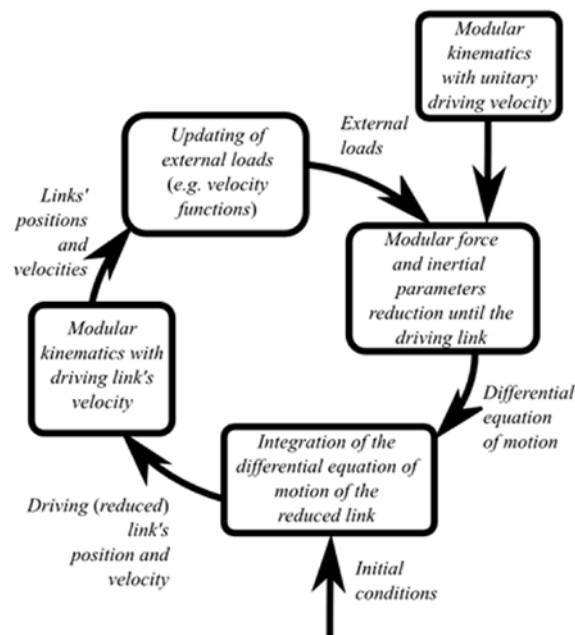 Modular
kinematics
with unitary
driving velocity
External
loads
Updating of
external loads
(e.g. velocity
functions)
Links'
positions
and
velocities
Modular force
and inertial
parameters
reduction until the
driving link
Modular
kinematics with
driving link's
velocity
Differential
equation
of motion
Integration of the
differential equation of
motion of the
reduced link
Driving (reduced)
link's
position and
velocity
Initial
conditions